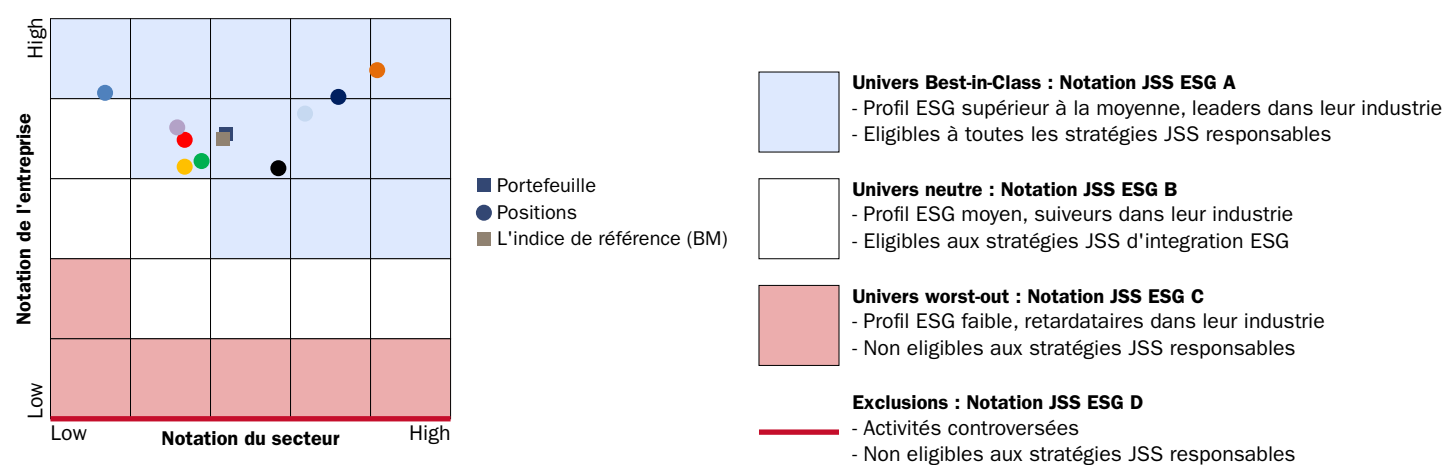 High
Notation de l'entreprise
Low
Low
Notation du secteur
High
Portefeuille
Positions
L'indice de référence (BM)
Univers Best-in-Class : Notation JSS ESG A
- Profil ESG supérieur à la moyenne, leaders dans leur industrie
- Eligibles à toutes les stratégies JSS responsables
Univers neutre : Notation JSS ESG B
- Profil ESG moyen, suiveurs dans leur industrie
- Eligibles aux stratégies JSS d'integration ESG
Univers worst-out : Notation JSS ESG C
- Profil ESG faible, retardataires dans leur industrie
- Non eligibles aux stratégies JSS responsables
Exclusions : Notation JSS ESG D
- Activités controversées
- Non eligibles aux stratégies JSS responsables